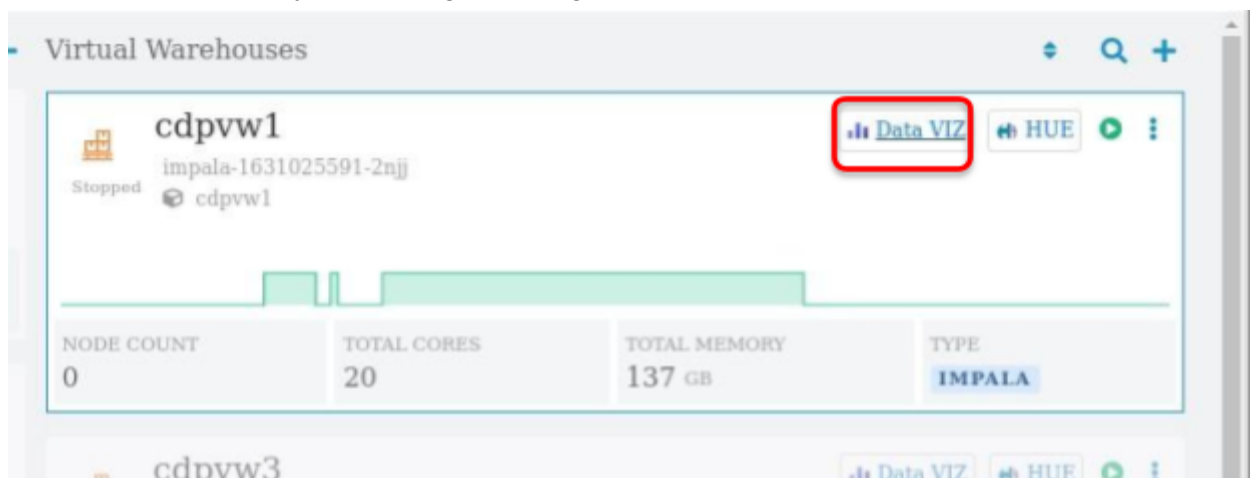 Virtual Warehouses
cdpvw1
Data VIZ
HUE
impala-1631025591-2njj
Stopped
cdpvw1
NODE COUNT
TOTAL CORES
TOTAL MEMORY
TYPE
0
20
137 GB
IMPALA
cdpvw3
Data VIZ
HUE